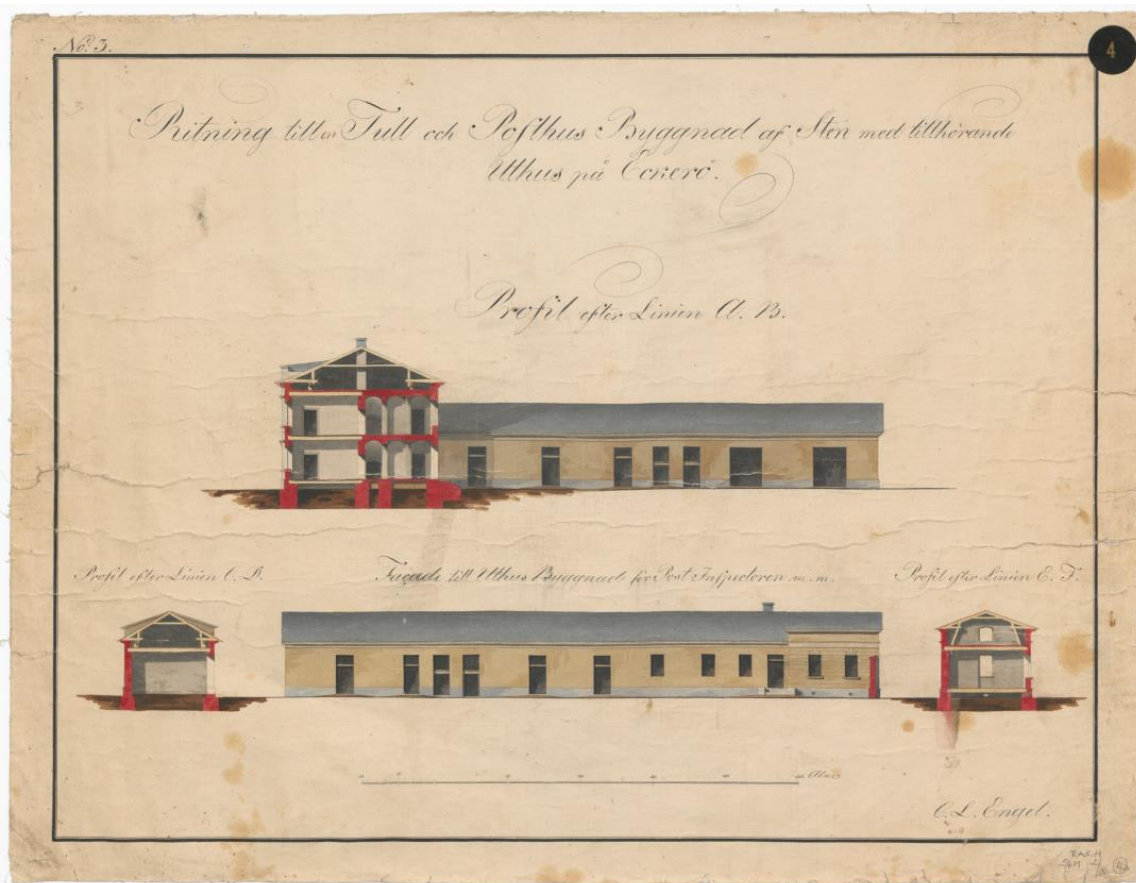 No. 3.
4
Ritning till en Tull och Posthus Byggnad af Sten med tillhörande
Uthus på Eckerö.
Profil efter Linien A. B.
Profil efter Linien C. D.
Façade till Uthus Byggnad för Post Inspectoren m. m.
Profil efter Linien E. F.
Alnar
C. L. Engel.